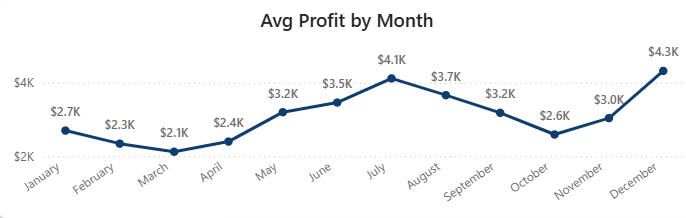 Avg Profit by Month
$4K
$2K
$2.7K
$2.3K
$2.1K
$2.4K
$3.2K
$3.5K
$4.1K
$3.7K
$3.2K
$2.6K
$3.0K
$4.3K
January
February
March
April
May
June
July
August
September
October
November
December